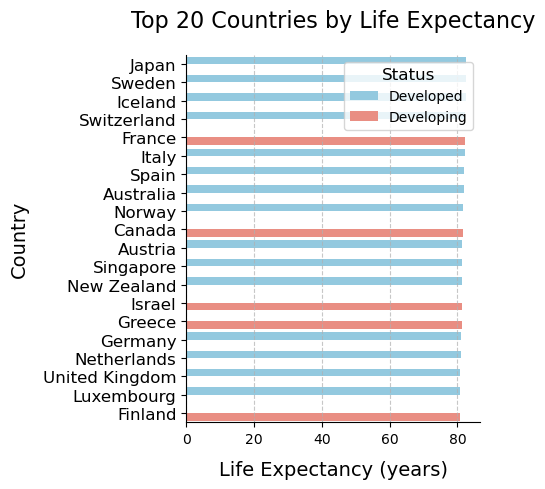 Top 20 Countries by Life Expectancy
Status
Developed
Developing
Country
Japan
Sweden
Iceland
Switzerland
France
Italy
Spain
Australia
Norway
Canada
Austria
Singapore
New Zealand
Israel
Greece
Germany
Netherlands
United Kingdom
Luxembourg
Finland
0 20 40 60 80
Life Expectancy (years)